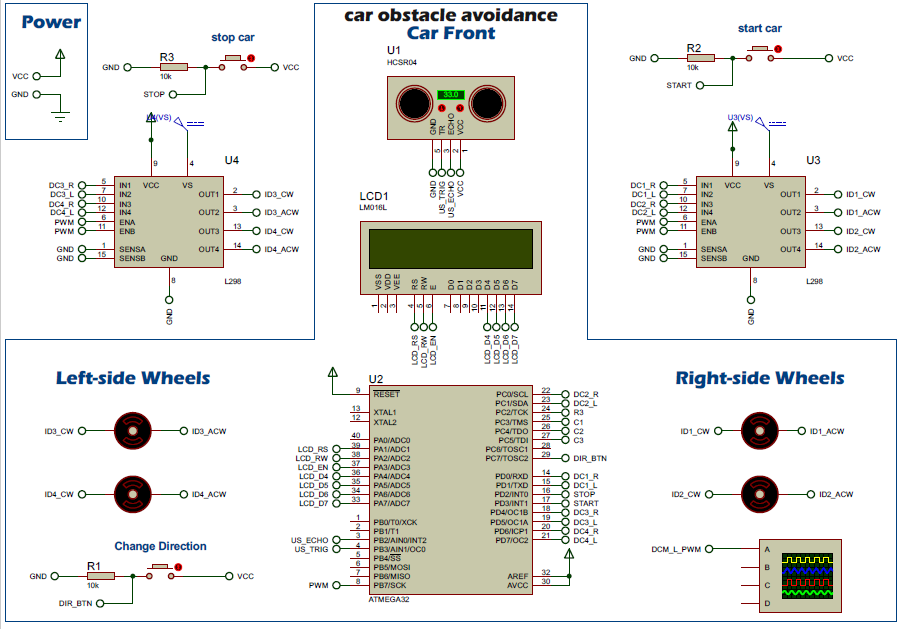 Power
VCC
GND
stop car
GND
R3
10k
VCC
STOP
car obstacle avoidance
Car Front
U1
HCSR04
33.0
GND
TR
ECHO
VCC
5
3
2
1
GND
US_TRIG
US_ECHO
VCC
start car
GND
R2
10k
VCC
START
(VS)
9
4
U4
DC3_R
DC3_L
DC4_R
DC4_L
PWM
PWM
GND
GND
5
7
10
12
6
11
1
15
IN1
IN2
IN3
IN4
ENA
ENB
SENSA
SENSB
VCC
VS
OUT1
OUT2
OUT3
OUT4
GND
2
3
13
14
ID3_CW
ID3_ACW
ID4_CW
ID4_ACW
8
L298
GND
LCD1
LM016L
VSS
VDD
VEE
RS
RW
E
D0
D1
D2
D3
D4
D5
D6
D7
1
2
3
4
5
6
7
8
9
10
11
12
13
14
LCD_RS
LCD_RW
LCD_EN
LCD_D4
LCD_D5
LCD_D6
LCD_D7
U3(VS)
9
4
U3
DC1_R
DC1_L
DC2_R
DC2_L
PWM
PWM
GND
GND
5
7
10
12
6
11
1
15
IN1
IN2
IN3
IN4
ENA
ENB
SENSA
SENSB
VCC
VS
OUT1
OUT2
OUT3
OUT4
GND
2
3
13
14
ID1_CW
ID1_ACW
ID2_CW
ID2_ACW
8
L298
GND
Left-side Wheels
ID3_CW
ID3_ACW
ID4_CW
ID4_ACW
Change Direction
GND
R1
10k
VCC
DIR_BTN
U2
9
RESET
13
XTAL1
12
XTAL2
40
PA0/ADC0
LCD_RS 39 PA1/ADC1
LCD_RW 38 PA2/ADC2
LCD_EN 37 PA3/ADC3
LCD_D4 36 PA4/ADC4
LCD_D5 35 PA5/ADC5
LCD_D6 34 PA6/ADC6
LCD_D7 33 PA7/ADC7
1 PB0/T0/XCK
2 PB1/T1
US_ECHO 3 PB2/AIN0/INT2
US_TRIG 4 PB3/AIN1/OC0
5 PB4/SS
6 PB5/MOSI
7 PB6/MISO
PWM 8 PB7/SCK
PC0/SCL 22 DC2_R
PC1/SDA 23 DC2_L
PC2/TCK 24 R3
PC3/TMS 25 C1
PC4/TDO 26 C2
PC5/TDI 27 C3
PC6/TOSC1 28
PC7/TOSC2 29 DIR_BTN
PD0/RXD 14 DC1_R
PD1/TXD 15 DC1_L
PD2/INT0 16 STOP
PD3/INT1 17 START
PD4/OC1B 18 DC3_R
PD5/OC1A 19 DC3_L
PD6/ICP1 20 DC4_R
PD7/OC2 21 DC4_L
AREF 32
AVCC 30
ATMEGA32
Right-side Wheels
ID1_CW
ID1_ACW
ID2_CW
ID2_ACW
DCM_L_PWM
A
B
C
D